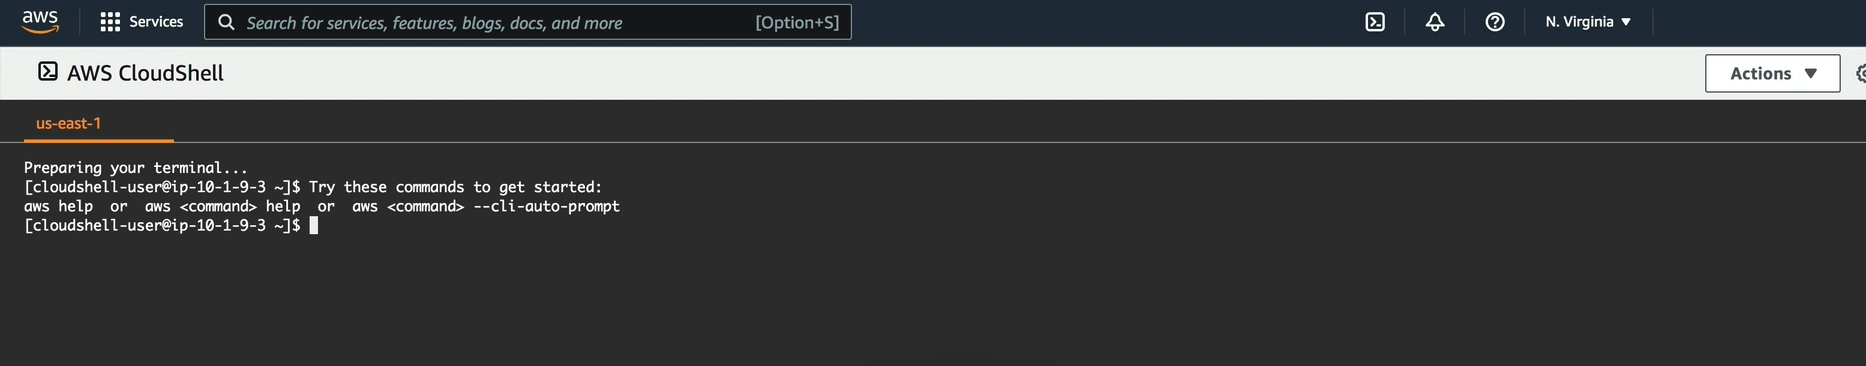 aws
Services
Search for services, features, blogs, docs, and more
[Option+S]
N. Virginia
AWS CloudShell
Actions
us-east-1
Preparing your terminal...
[cloudshell-user@ip-10-1-9-3 ~]$ Try these commands to get started:
aws help  or  aws <command> help  or  aws <command> --cli-auto-prompt
[cloudshell-user@ip-10-1-9-3 ~]$